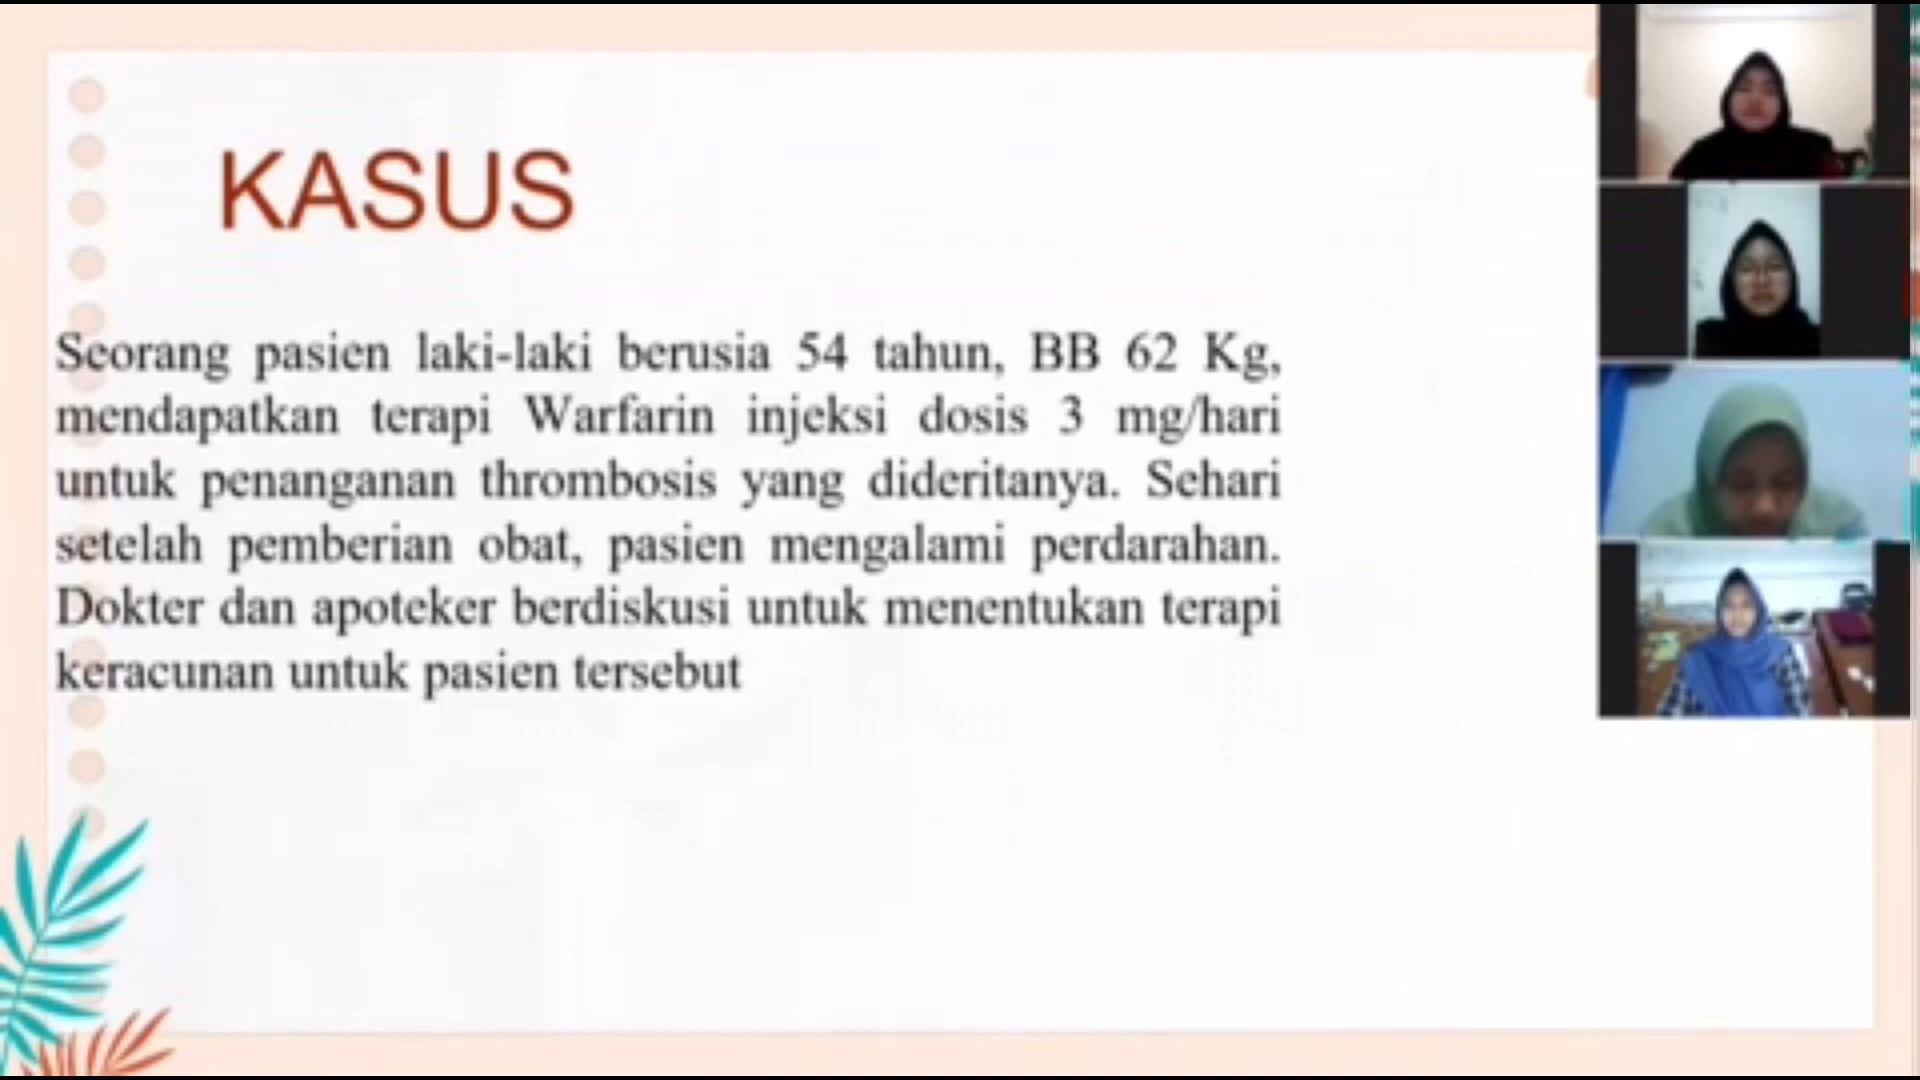 KASUS
Seorang pasien laki-laki berusia 54 tahun, BB 62 Kg,
mendapatkan terapi Warfarin injeksi dosis 3 mg/hari
untuk penanganan thrombosis yang dideritanya. Sehari
setelah pemberian obat, pasien mengalami perdarahan.
Dokter dan apoteker berdiskusi untuk menentukan terapi
keracunan untuk pasien tersebut